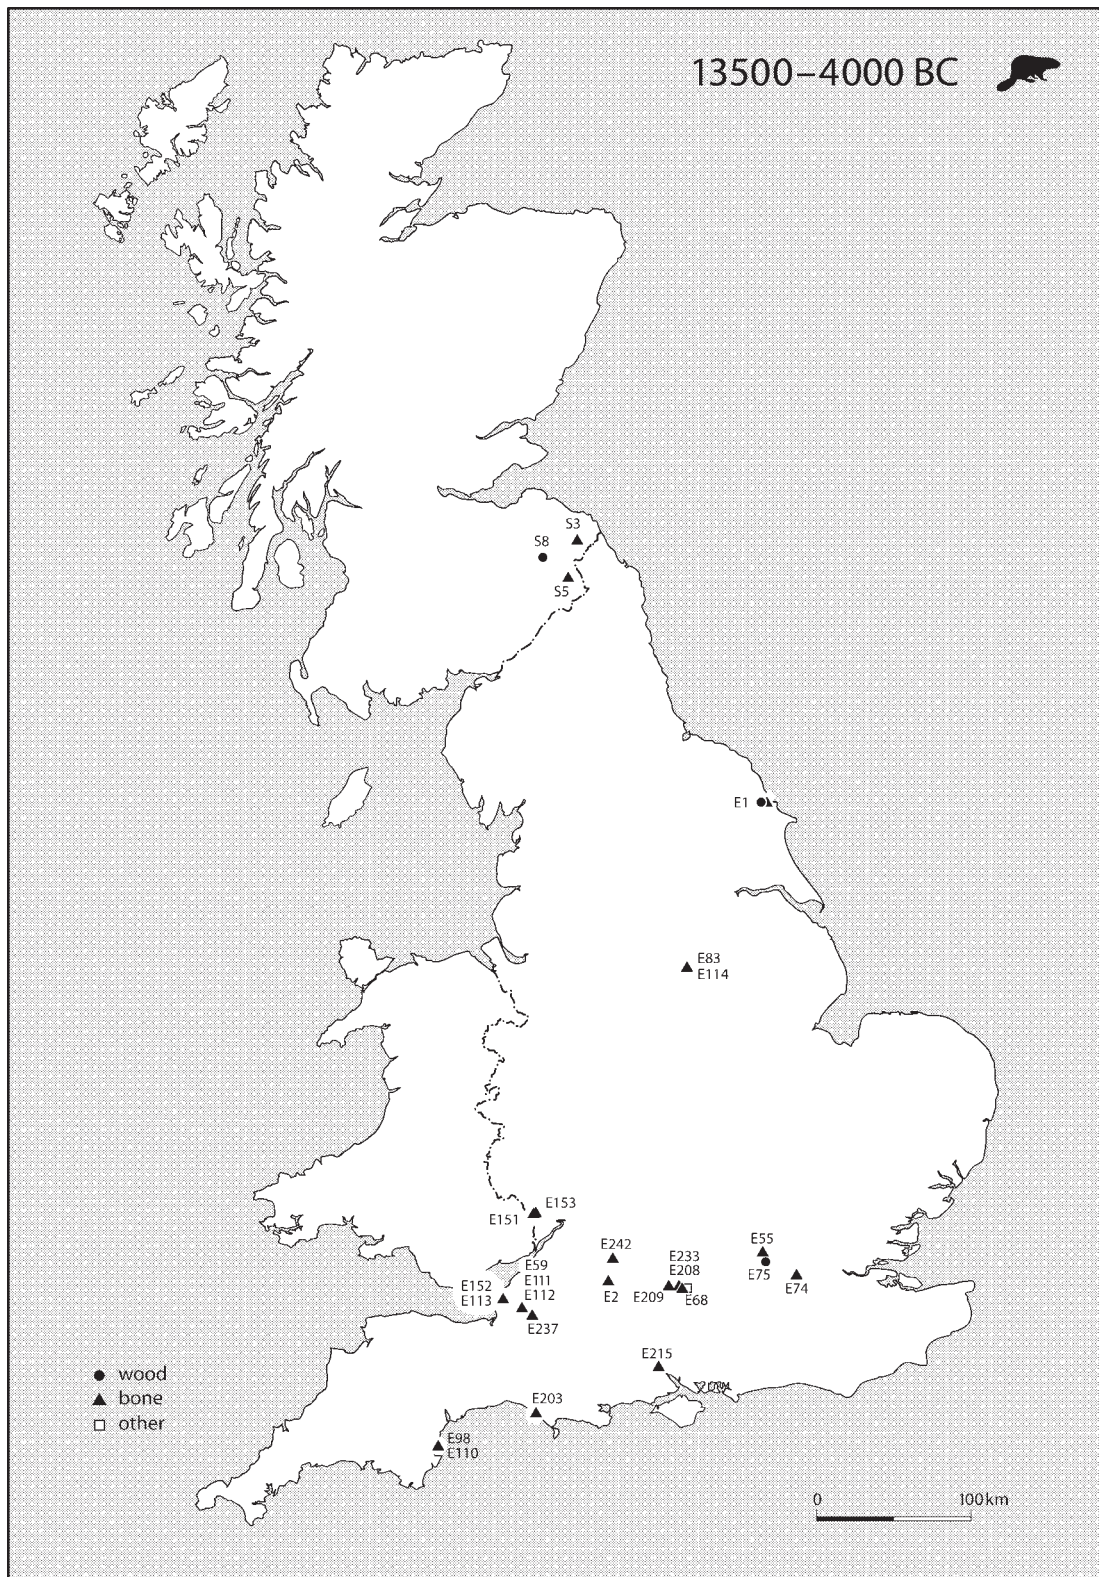 13500–4000 BC
S3
S8
S5
E1
E83
E114
E153
E151
E242
E233
E55
E59
E208
E152
E111
E75
E74
E113
E112
E2
E209
E68
E237
E215
wood
bone
E203
other
E98
E110
0
100km